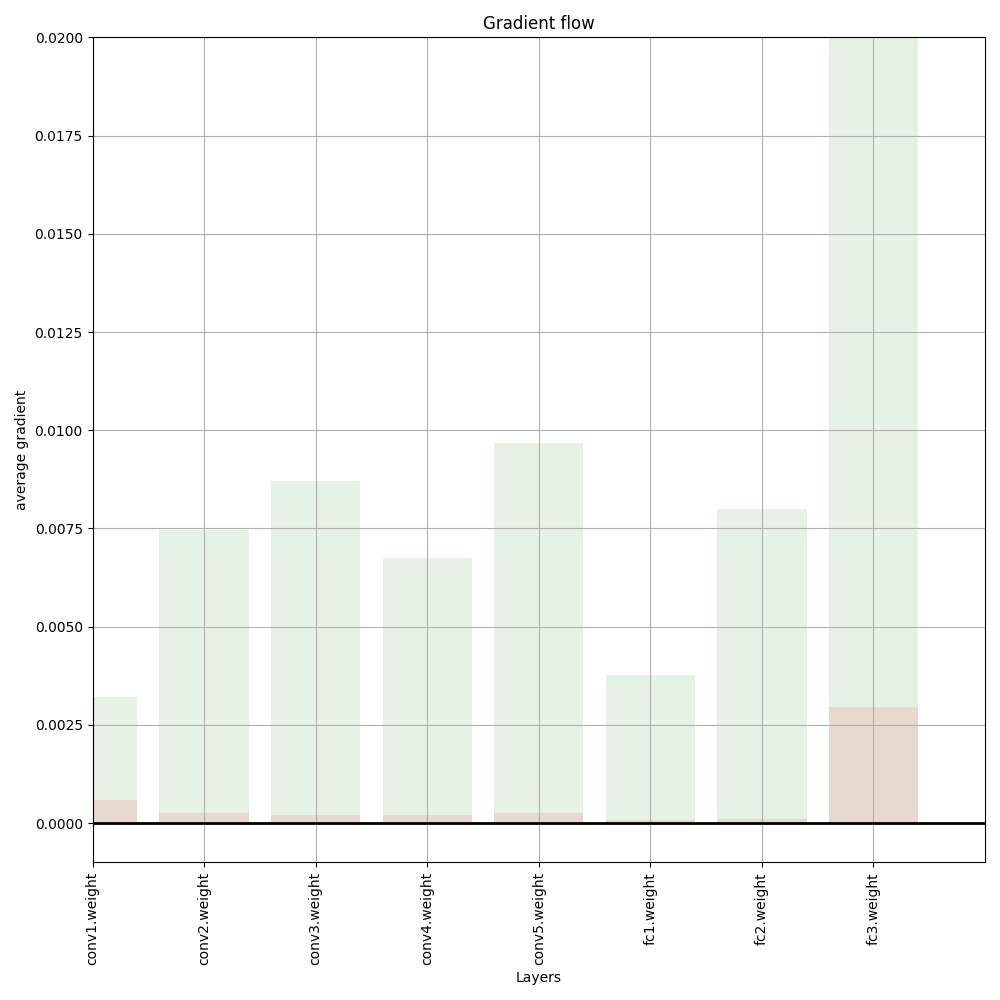 Gradient flow
0.0200
0.0175
0.0150
0.0125
0.0100
0.0075
0.0050
0.0025
0.0000
average gradient
conv1.weight
conv2.weight
conv3.weight
conv4.weight
conv5.weight
fc1.weight
fc2.weight
fc3.weight
Layers